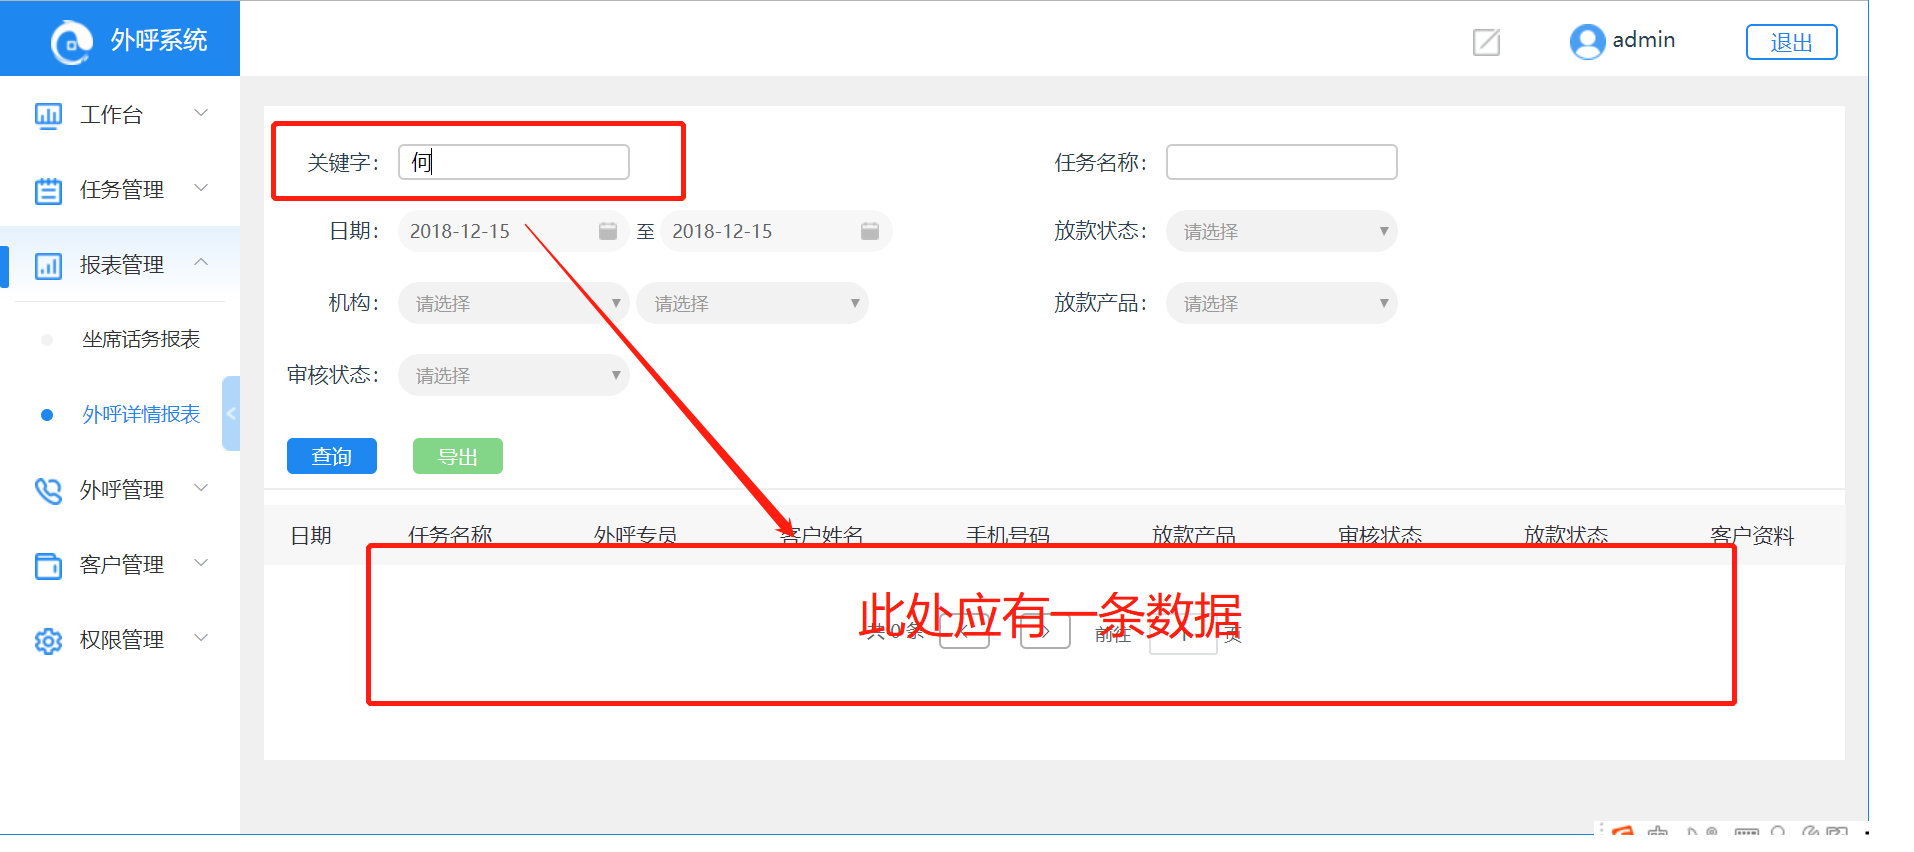 外呼系统
admin
退出
工作台
任务管理
报表管理
坐席话务报表
外呼详情报表
外呼管理
客户管理
权限管理
关键字： 何
任务名称：
日期： 2018-12-15 至 2018-12-15
放款状态： 请选择
机构： 请选择 请选择
放款产品： 请选择
审核状态： 请选择
查询 导出
日期 任务名称 外呼专员 客户姓名 手机号码 放款产品 审核状态 放款状态 客户资料
此处应有一条数据
共 0 条 前往 1 页